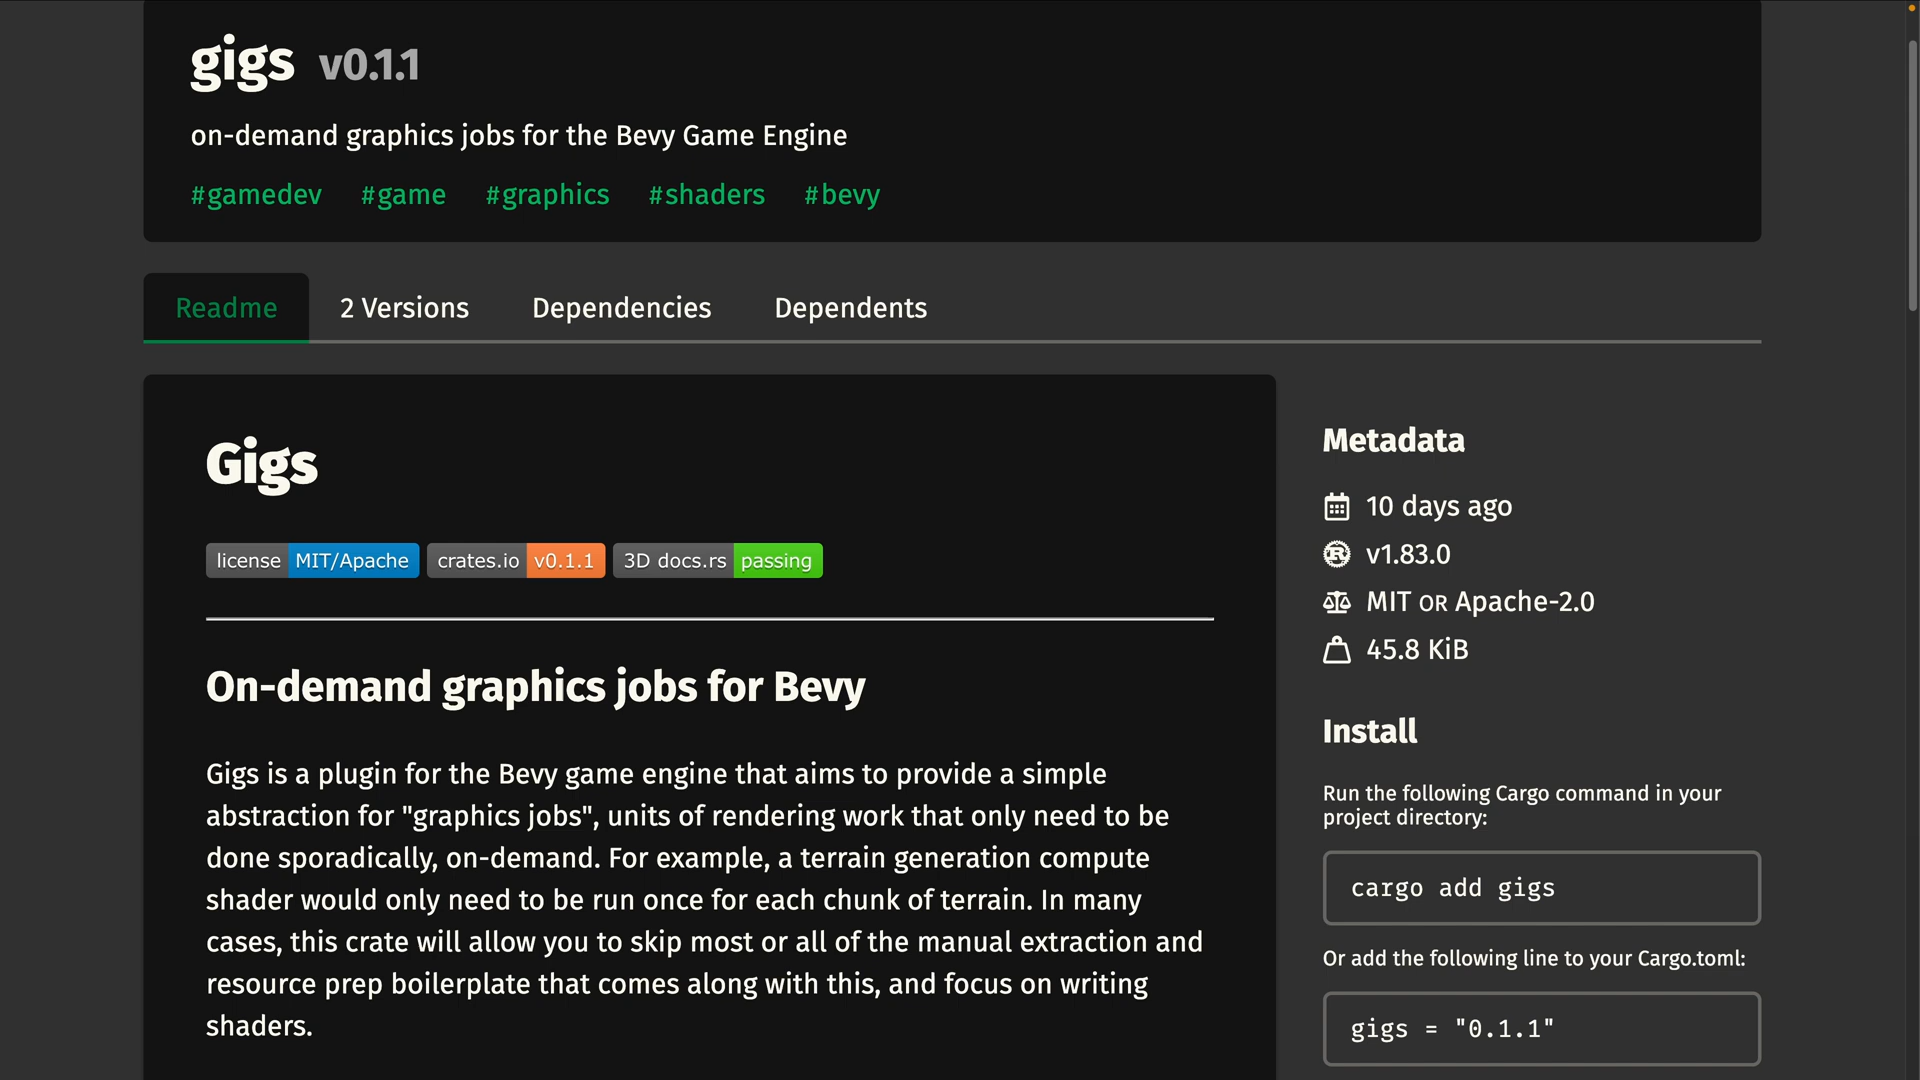 gigs v0.1.1
on-demand graphics jobs for the Bevy Game Engine
#gamedev #game #graphics #shaders #bevy
Readme 2 Versions Dependencies Dependents
Gigs
license MIT/Apache crates.io v0.1.1 3D docs.rs passing
On-demand graphics jobs for Bevy
Gigs is a plugin for the Bevy game engine that aims to provide a simple
abstraction for "graphics jobs", units of rendering work that only need to be
done sporadically, on-demand. For example, a terrain generation compute
shader would only need to be run once for each chunk of terrain. In many
cases, this crate will allow you to skip most or all of the manual extraction and
resource prep boilerplate that comes along with this, and focus on writing
shaders.
Metadata
10 days ago
v1.83.0
MIT OR Apache-2.0
45.8 KiB
Install
Run the following Cargo command in your
project directory:
cargo add gigs
Or add the following line to your Cargo.toml:
gigs = "0.1.1"